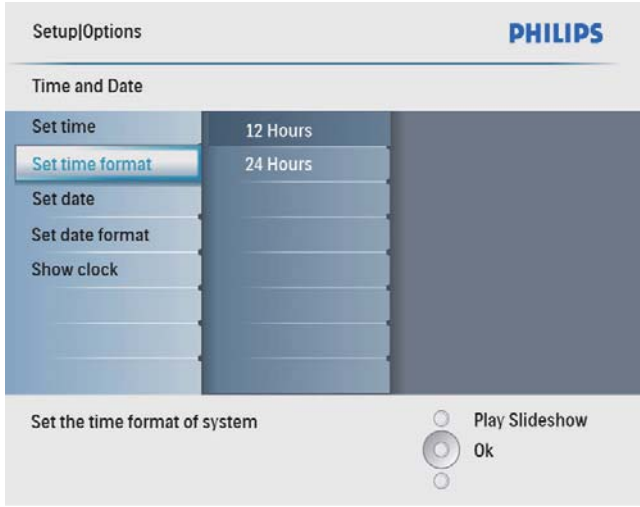 Setup|Options
PHILIPS
Time and Date
Set time
12 Hours
Set time format
24 Hours
Set date
Set date format
Show clock
Set the time format of system
Play Slideshow
Ok